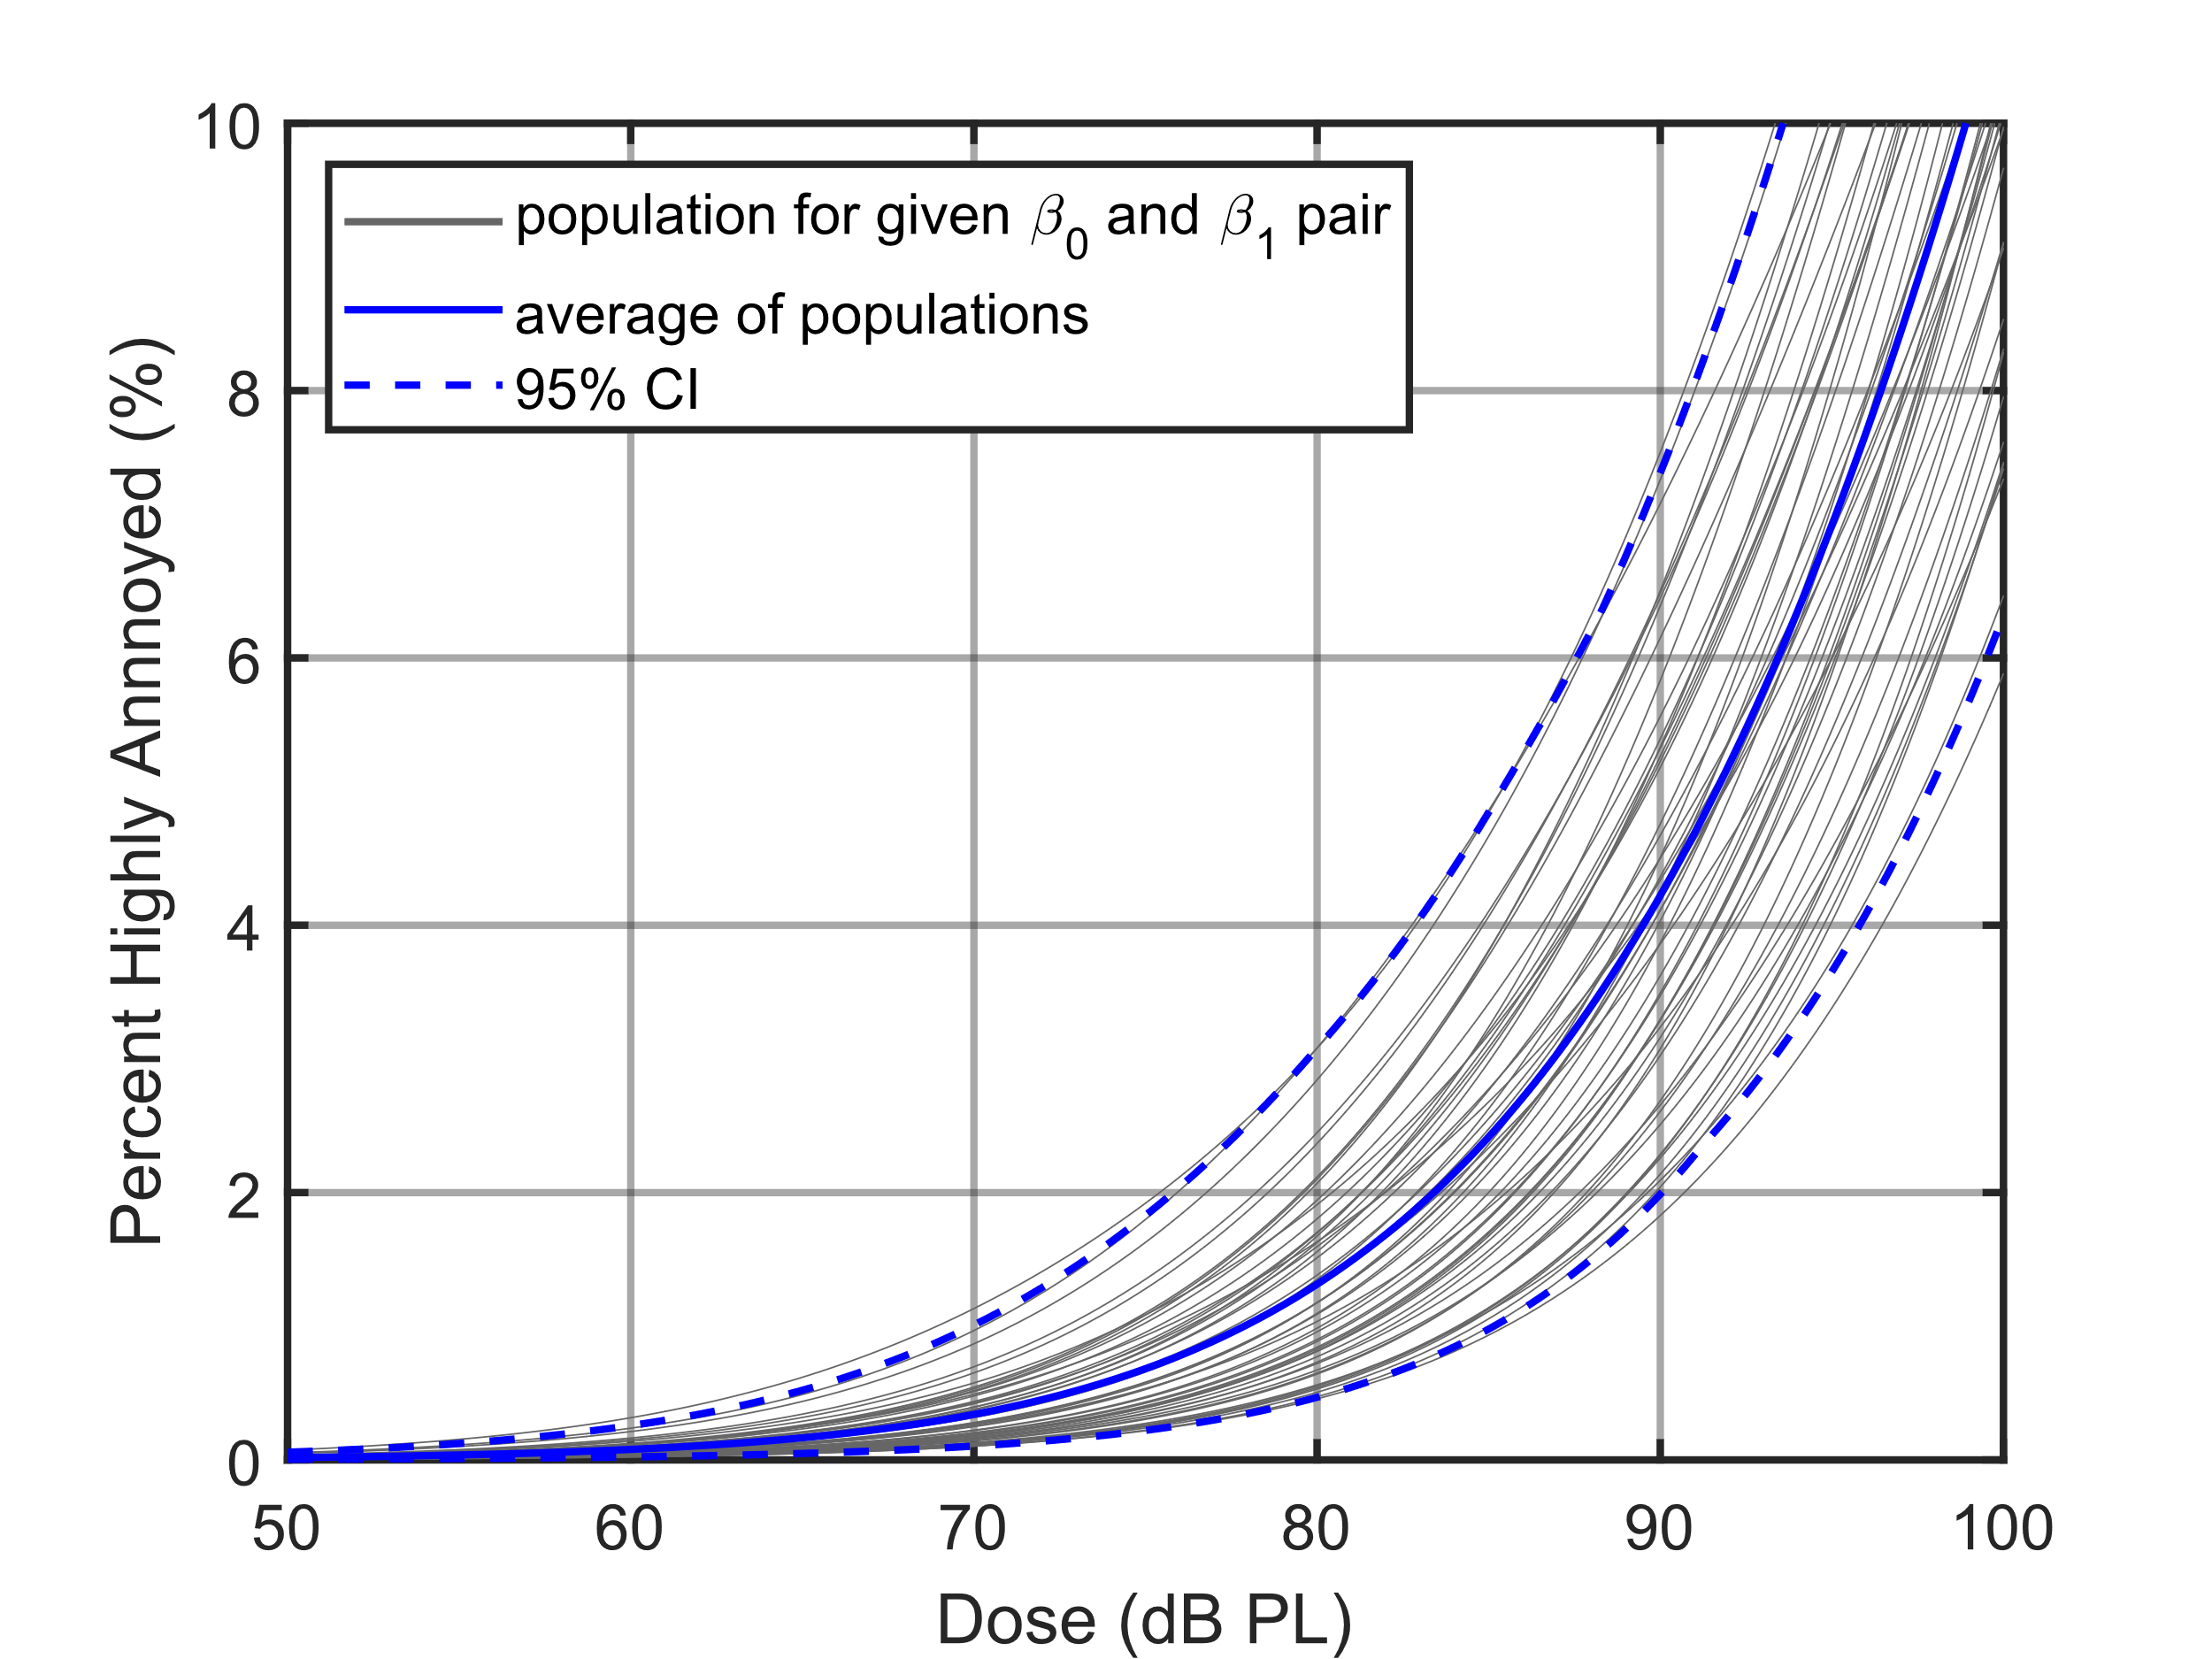 10
8
6
4
2
0
Percent Highly Annoyed (%)
population for given β0 and β1 pair
average of populations
95% CI
50 60 70 80 90 100
Dose (dB PL)